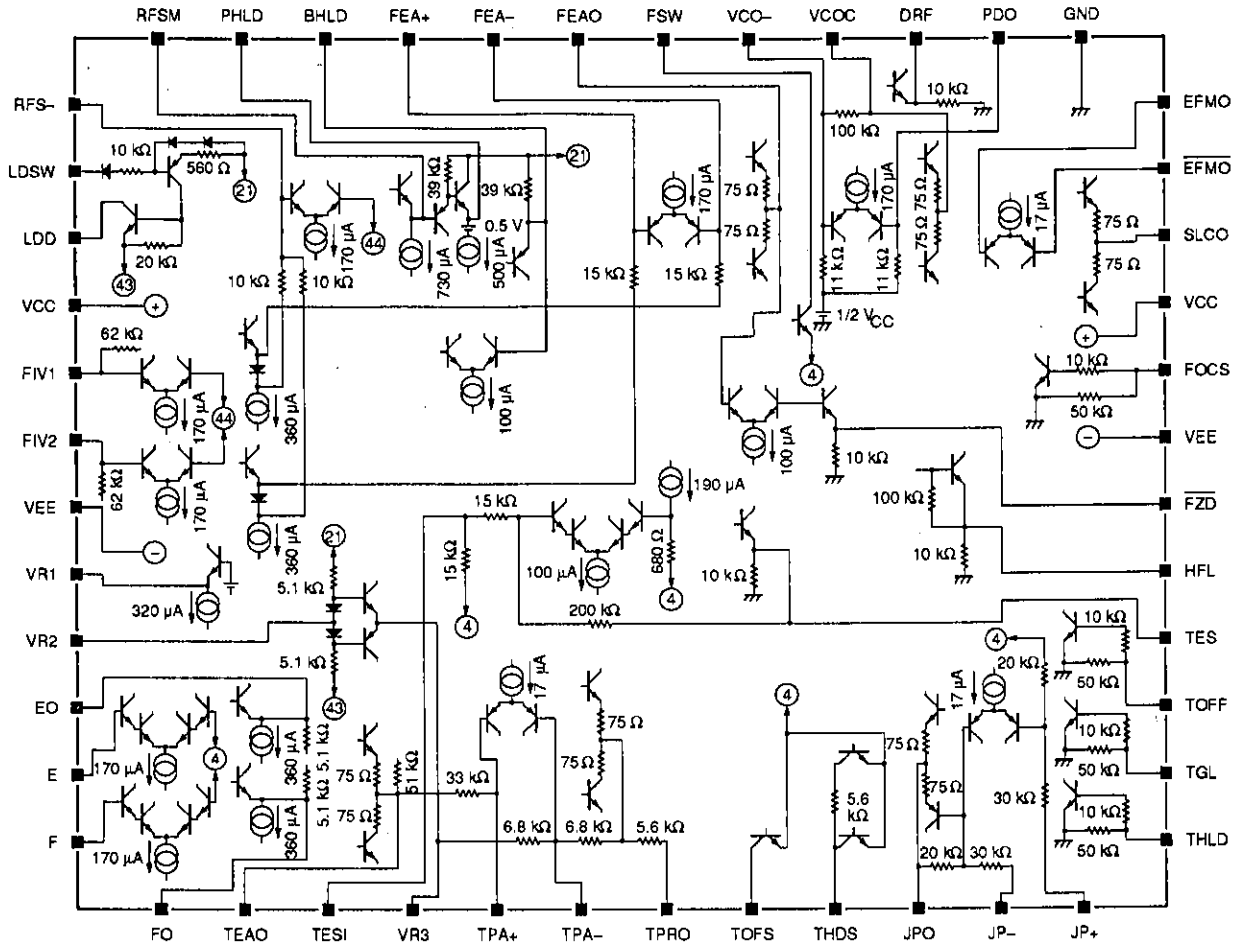 RFSM PHLD BHLD FEA+ FEA− FEAO FSW VCO− VCOC DRF PDO GND
RFS−
LDSW
LDD
VCC
FIV1
FIV2
VEE
VR1
VR2
EO
E
F
EFMO
EFMO
SLCO
VCC
FOCS
VEE
FZD
HFL
TES
TOFF
TGL
THLD
10 kΩ
560 Ω
21
20 kΩ
43
+
62 kΩ
170 µA
44
62 kΩ
170 µA
−
320 µA
10 kΩ
10 kΩ
170 µA
44
360 µA
360 µA
39 kΩ
730 µA
0.5 V
500 µA
39 kΩ
21
100 µA
15 kΩ
170 µA
15 kΩ
75 Ω
75 Ω
100 kΩ
170 µA
11 kΩ
11 kΩ
1/2 VCC
10 kΩ
75 Ω
75 Ω
17 µA
75 Ω
75 Ω
+
10 kΩ
50 kΩ
−
4
100 µA
10 kΩ
100 kΩ
10 kΩ
21
5.1 kΩ
5.1 kΩ
43
15 kΩ
15 kΩ
4
100 µA
190 µA
680 Ω
4
200 kΩ
10 kΩ
170 µA
4
170 µA
360 µA
360 µA
5.1 kΩ
5.1 kΩ
75 Ω
75 Ω
51 kΩ
33 kΩ
17 µA
6.8 kΩ
75 Ω
75 Ω
6.8 kΩ
5.6 kΩ
4
5.6 kΩ
4
20 kΩ
17 µA
75 Ω
75 Ω
20 kΩ
30 kΩ
30 kΩ
10 kΩ
50 kΩ
10 kΩ
50 kΩ
10 kΩ
50 kΩ
FO TEAO TESI VR3 TPA+ TPA− TPRO TOFS THDS JPO JP− JP+